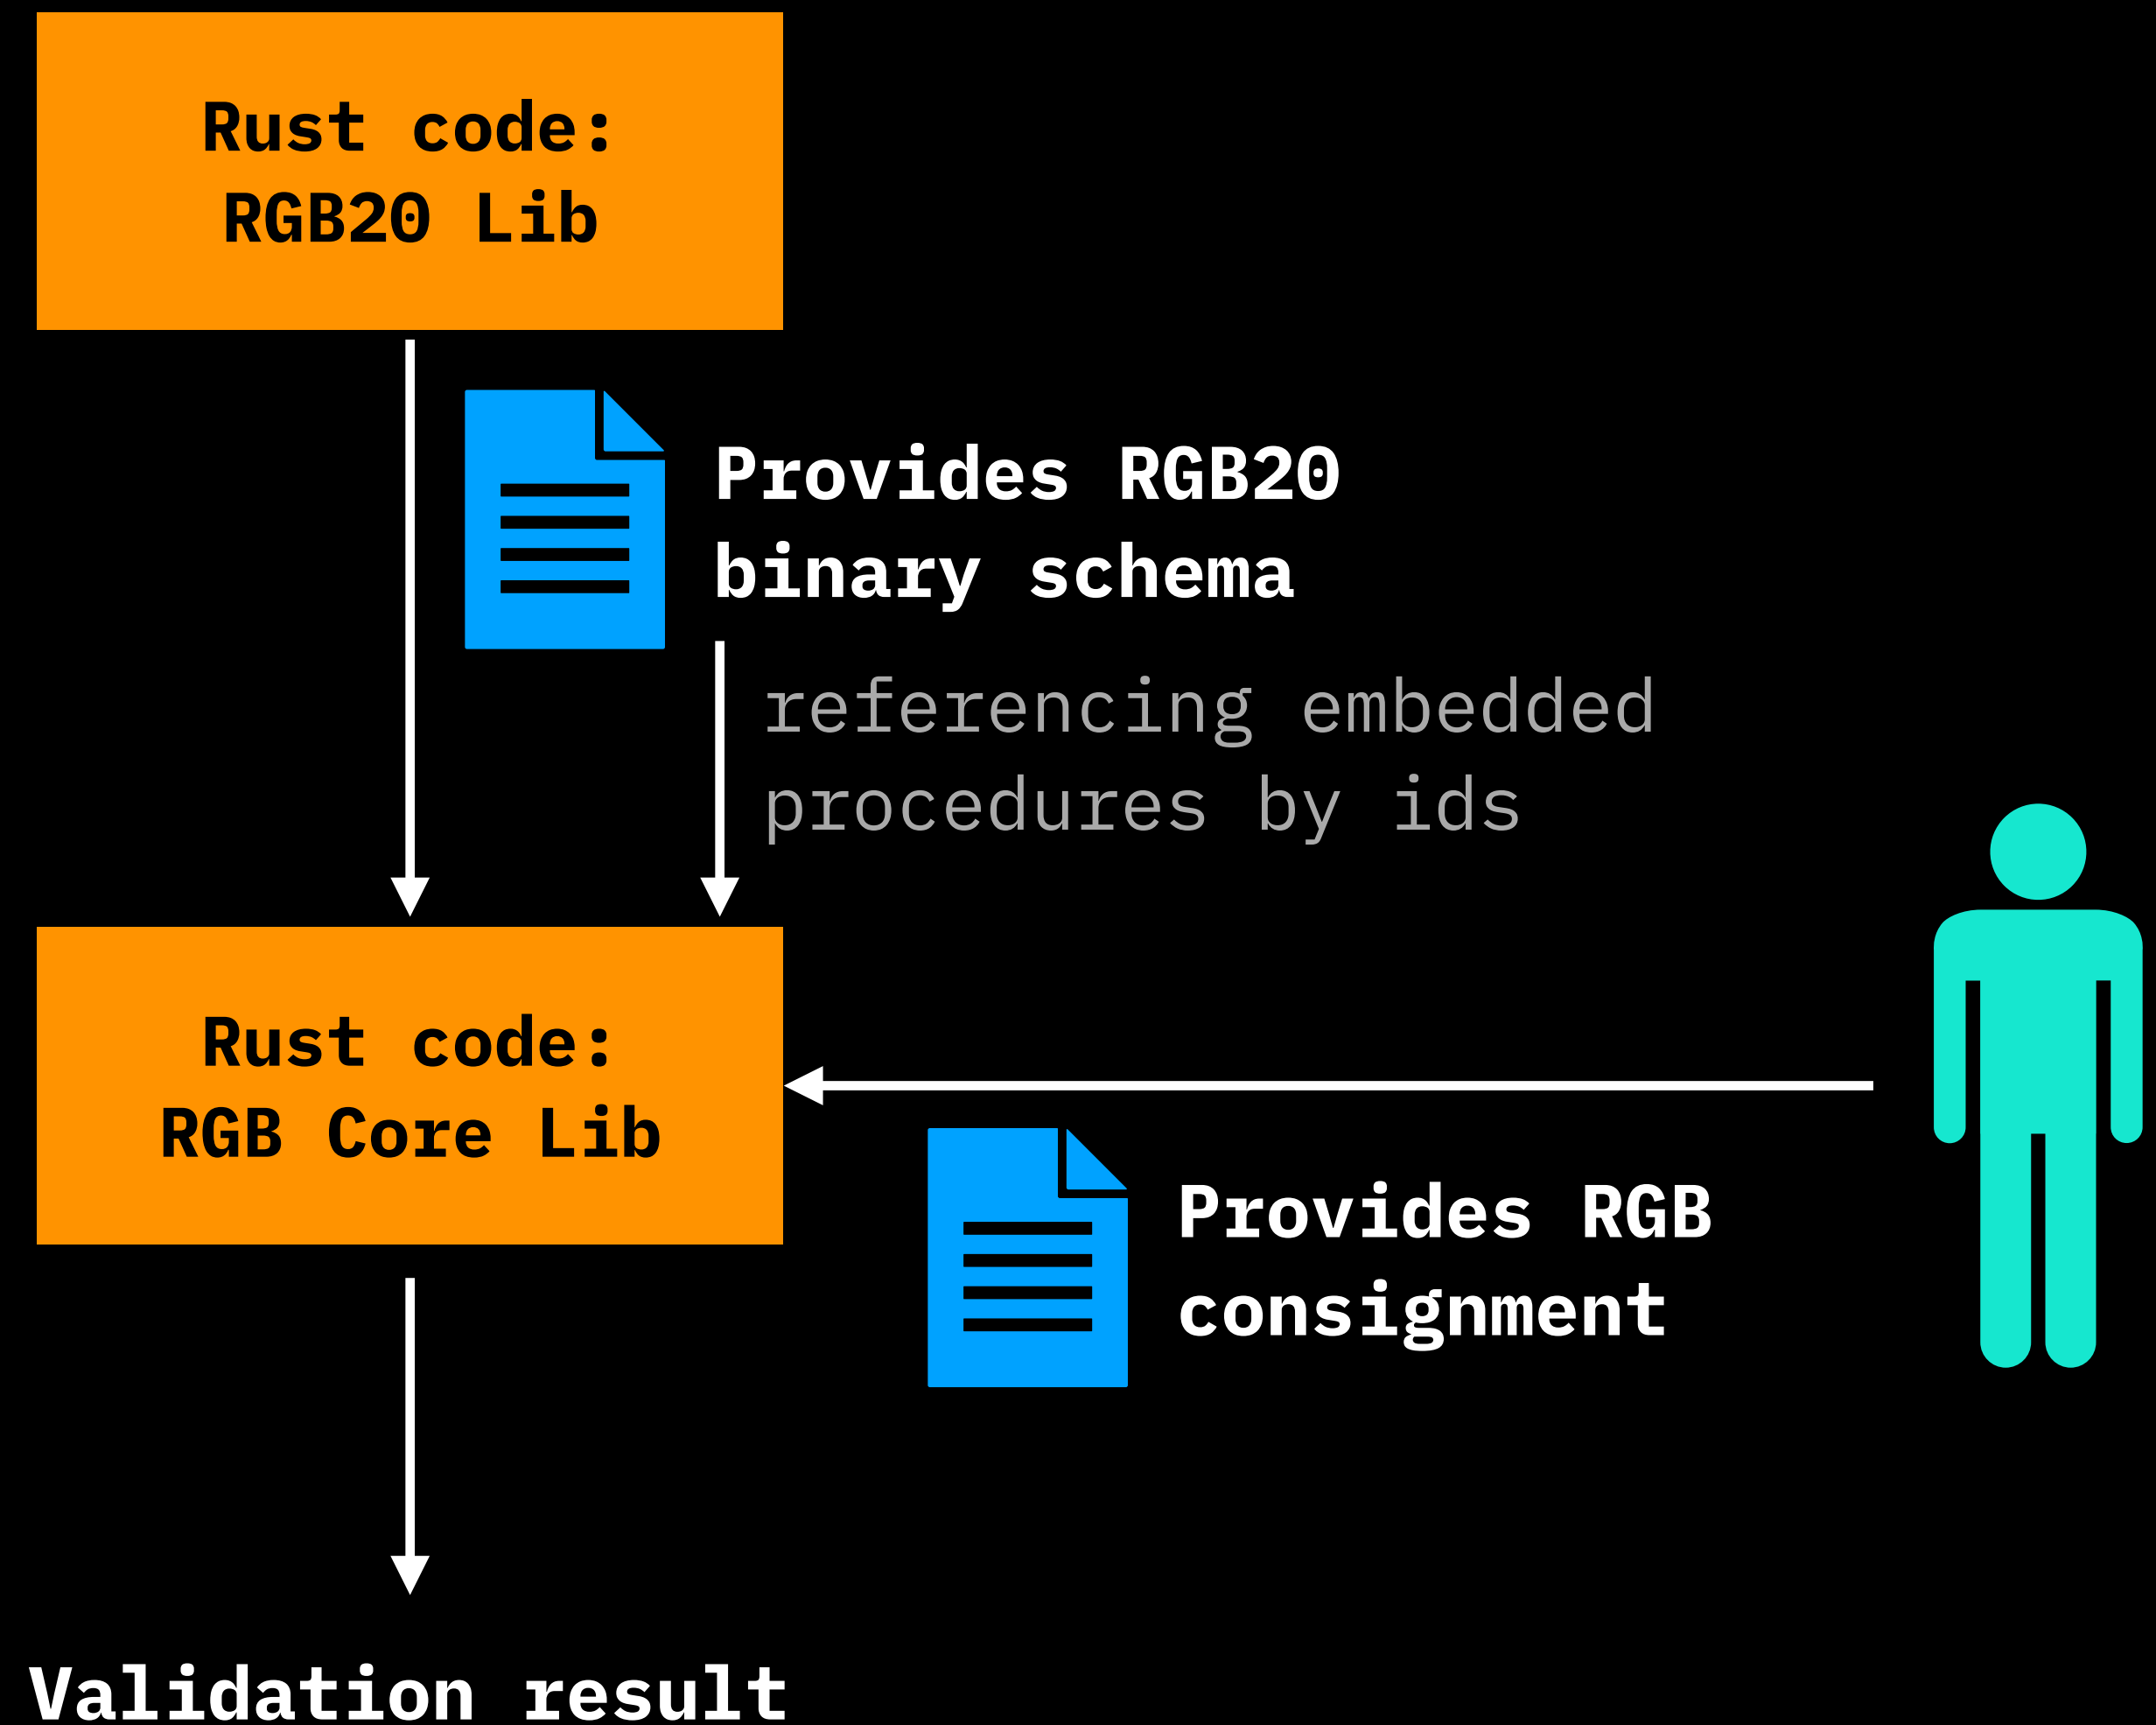 Rust code:
RGB20 Lib
Provides RGB20
binary schema
referencing embedded
procedures by ids
Rust code:
RGB Core Lib
Provides RGB
consignment
Validation result